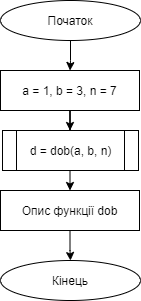 Початок
a = 1, b = 3, n = 7
d = dob(a, b, n)
Опис функції dob
Кінець